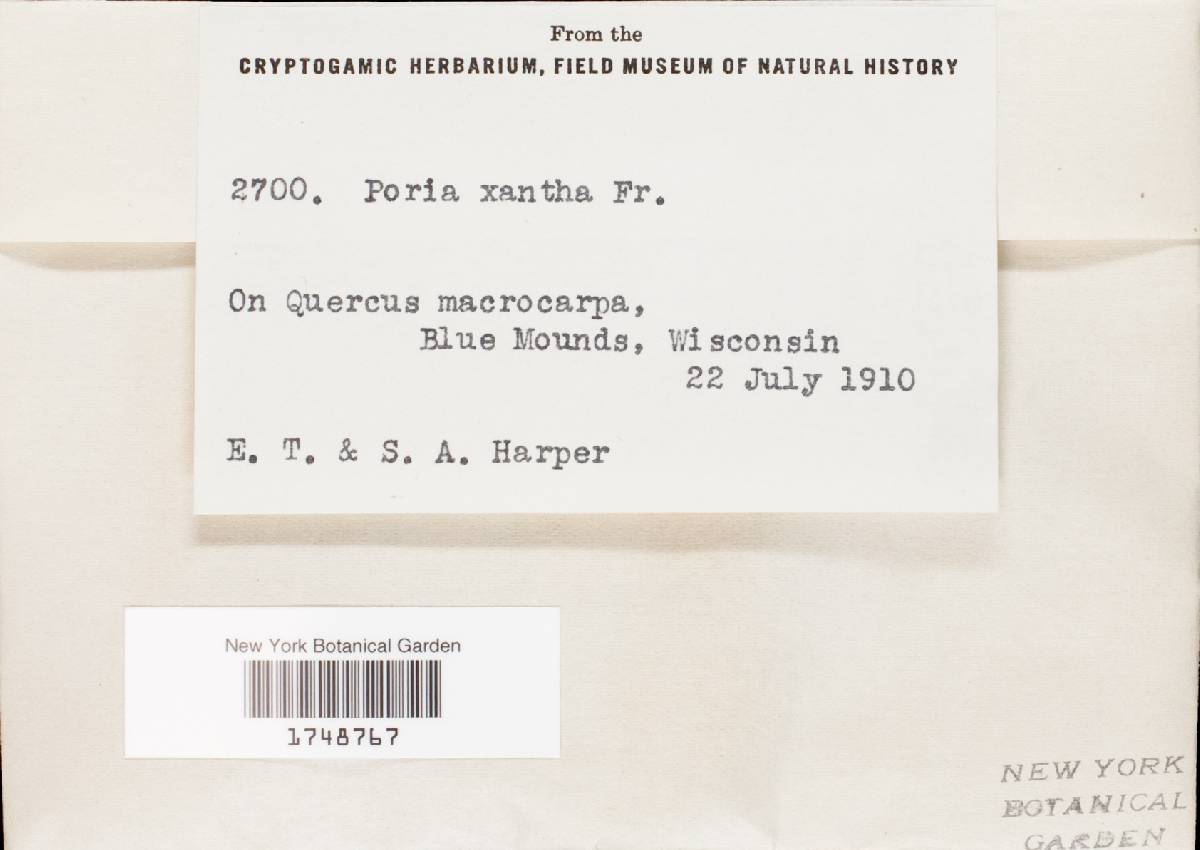 From the
CRYPTOGAMIC HERBARIUM, FIELD MUSEUM OF NATURAL HISTORY
2700. Poria xantha Fr.
On Quercus macrocarpa,
Blue Mounds, Wisconsin
22 July 1910
E. T. & S. A. Harper
New York Botanical Garden
1748767
NEW YORK
BOTANICAL
GARDEN